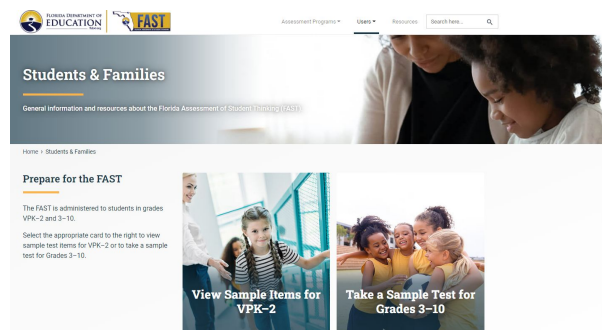 FLORIDA DEPARTMENT OF
EDUCATION
FAST
Assessment Programs
Users
Resources
Search here...
Students & Families
General information and resources about the Florida Assessment of Student Thinking (FAST).
Home > Students & Families
Prepare for the FAST
The FAST is administered to students in grades
VPK–2 and 3–10.
Select the appropriate card to the right to view
sample test items for VPK–2 or to take a sample
test for Grades 3–10.
View Sample Items for
VPK–2
Take a Sample Test for
Grades 3–10